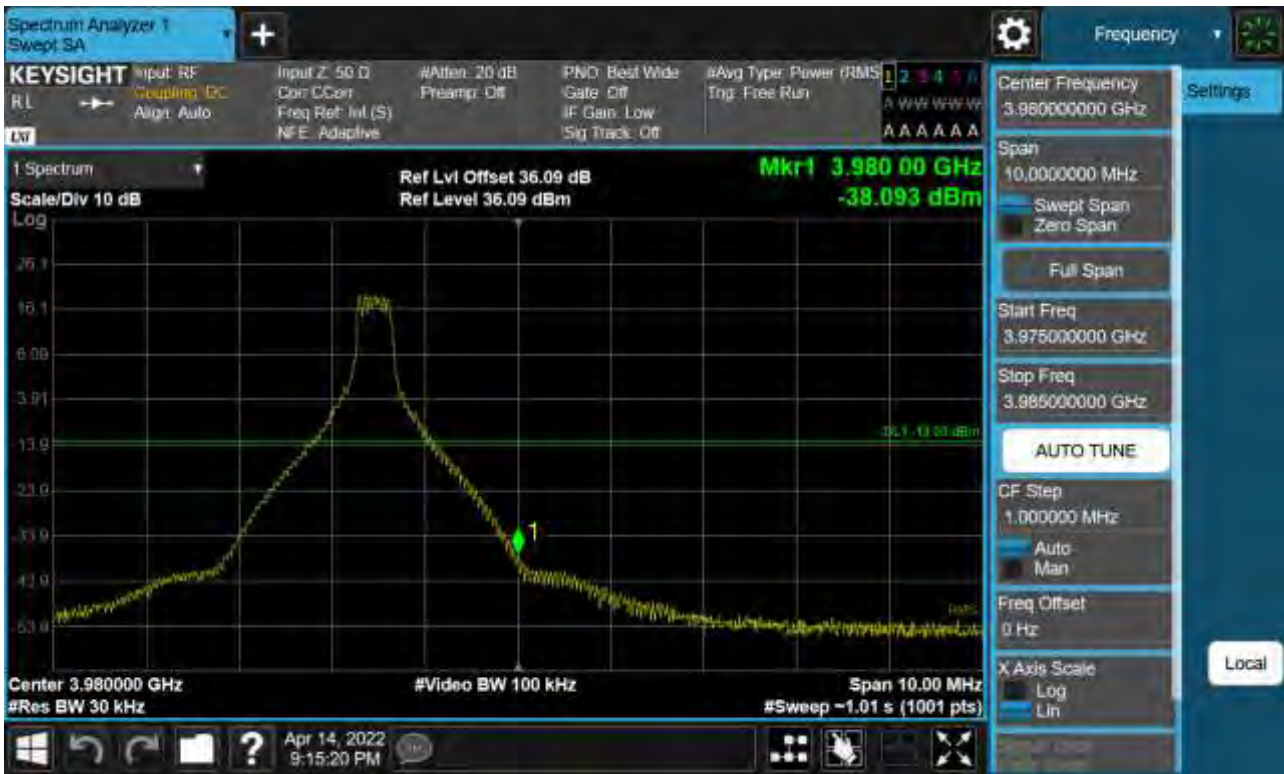 Spectrum Analyzer 1
Swept SA
+
Frequency
KEYSIGHT
RL
Input: RF
Coupling: DC
Align: Auto
Input Z: 50 Ω
Corr CCorr
Freq Ref: Int (S)
NFE: Adaptive
#Atten: 20 dB
Preamp: Off
PNO: Best Wide
Gate: Off
IF Gain: Low
Sig Track: Off
#Avg Type: Power (RMS
Trig: Free Run
1 2 3 4 5 6
A W W W W W
A A A A A A
1 Spectrum
Scale/Div 10 dB
Log
Ref Lvl Offset 36.09 dB
Ref Level 36.09 dBm
Mkr1 3.980 00 GHz
-38.093 dBm
26.1
16.1
6.09
-3.91
-13.9
-23.9
-33.9
-43.9
-53.9
DL1 -13.00 dBm
1
RMS
Center 3.980000 GHz
#Video BW 100 kHz
Span 10.00 MHz
#Res BW 30 kHz
#Sweep ~1.01 s (1001 pts)
Center Frequency
3.980000000 GHz
Settings
Span
10.0000000 MHz
Swept Span
Zero Span
Full Span
Start Freq
3.975000000 GHz
Stop Freq
3.985000000 GHz
AUTO TUNE
CF Step
1.000000 MHz
Auto
Man
Freq Offset
0 Hz
X Axis Scale
Log
Lin
Local
?
Apr 14, 2022
9:15:20 PM